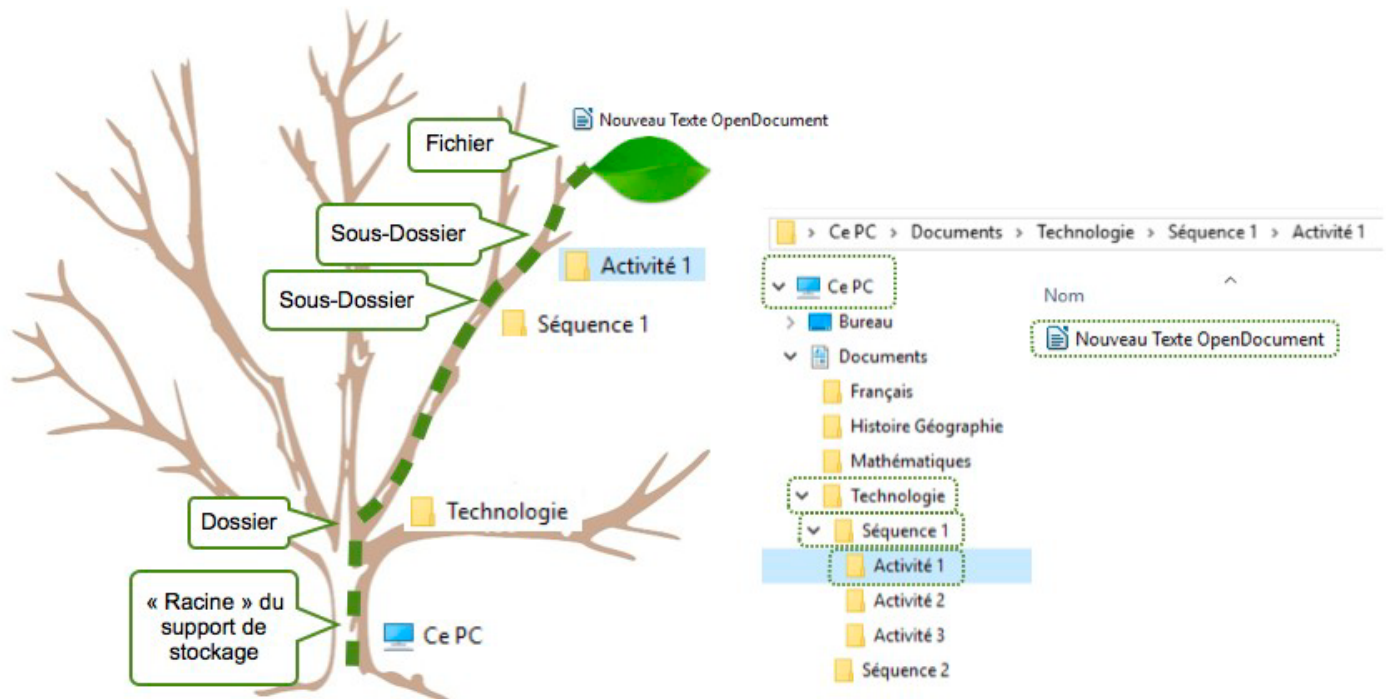 Nouveau Texte OpenDocument
Fichier
Sous-Dossier
Activité 1
Sous-Dossier
Séquence 1
Technologie
Dossier
« Racine » du
support de
stockage
Ce PC
> Ce PC > Documents > Technologie > Séquence 1 > Activité 1
Ce PC
Nom
Bureau
Nouveau Texte OpenDocument
Documents
Français
Histoire Géographie
Mathématiques
Technologie
Séquence 1
Activité 1
Activité 2
Activité 3
Séquence 2